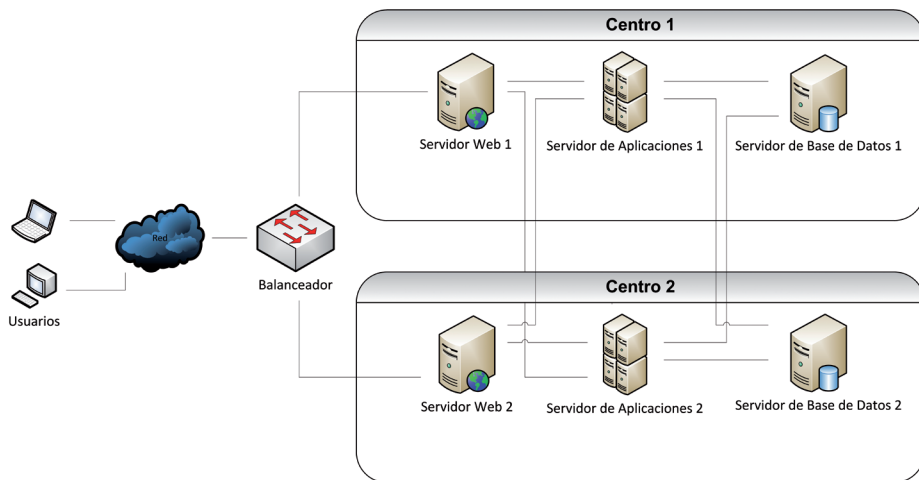 Centro 1
Servidor Web 1
Servidor de Aplicaciones 1
Servidor de Base de Datos 1
Red
Usuarios
Balanceador
Centro 2
Servidor Web 2
Servidor de Aplicaciones 2
Servidor de Base de Datos 2